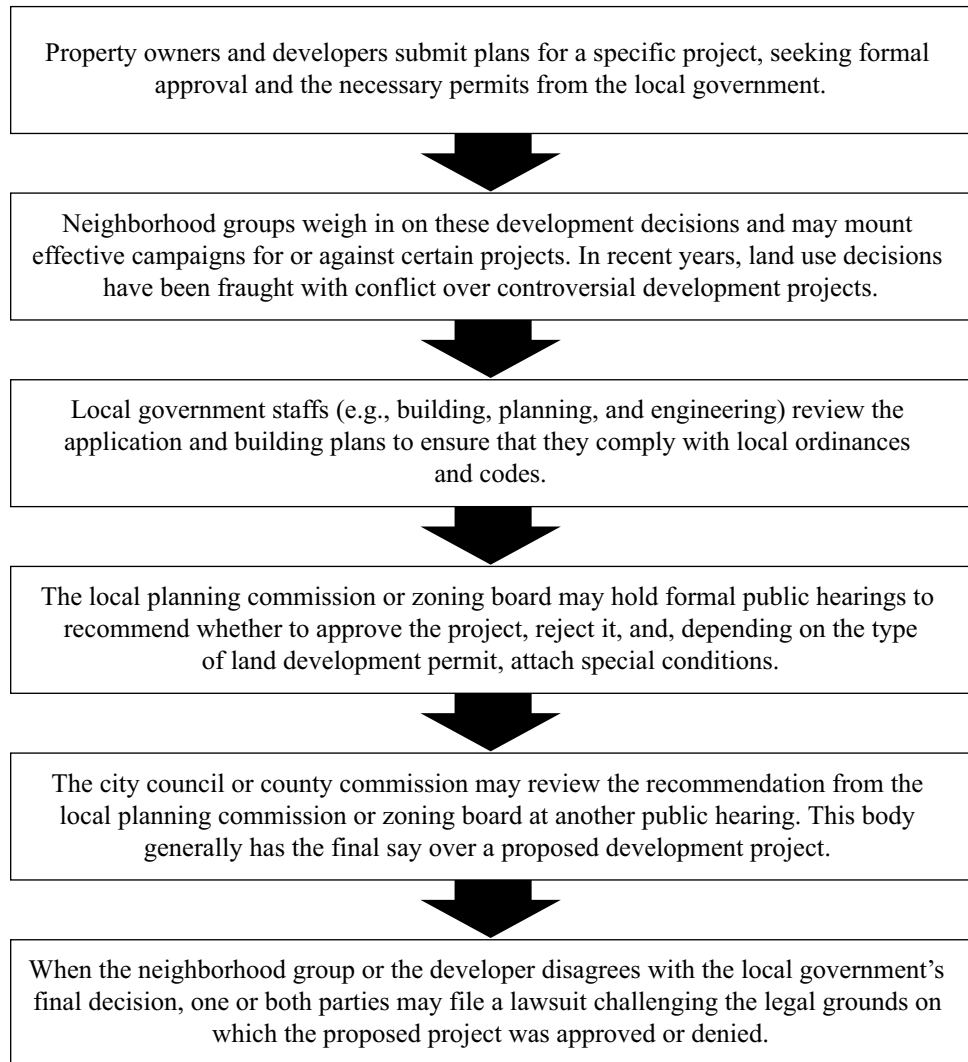 Property owners and developers submit plans for a specific project, seeking formal
approval and the necessary permits from the local government.
Neighborhood groups weigh in on these development decisions and may mount
effective campaigns for or against certain projects. In recent years, land use decisions
have been fraught with conflict over controversial development projects.
Local government staffs (e.g., building, planning, and engineering) review the
application and building plans to ensure that they comply with local ordinances
and codes.
The local planning commission or zoning board may hold formal public hearings to
recommend whether to approve the project, reject it, and, depending on the type
of land development permit, attach special conditions.
The city council or county commission may review the recommendation from the
local planning commission or zoning board at another public hearing. This body
generally has the final say over a proposed development project.
When the neighborhood group or the developer disagrees with the local government’s
final decision, one or both parties may file a lawsuit challenging the legal grounds on
which the proposed project was approved or denied.